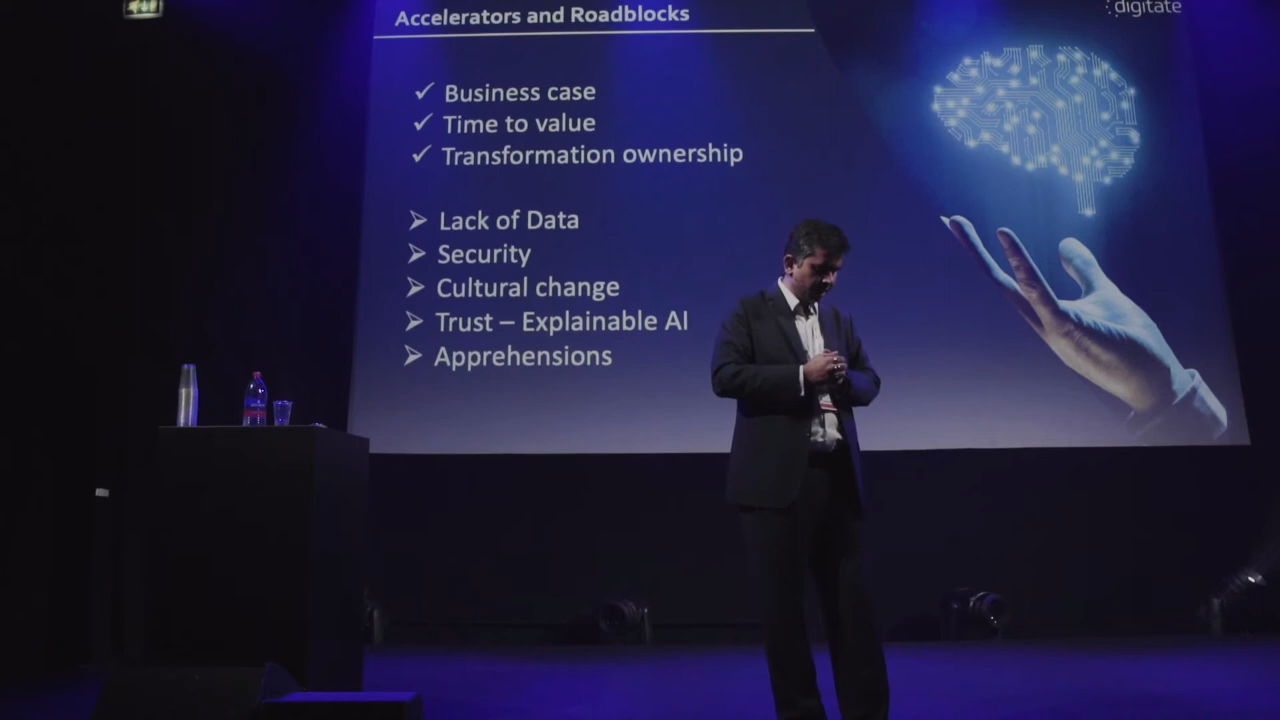 Accelerators and Roadblocks
digitate
✓ Business case
✓ Time to value
✓ Transformation ownership
➢ Lack of Data
➢ Security
➢ Cultural change
➢ Trust – Explainable AI
➢ Apprehensions